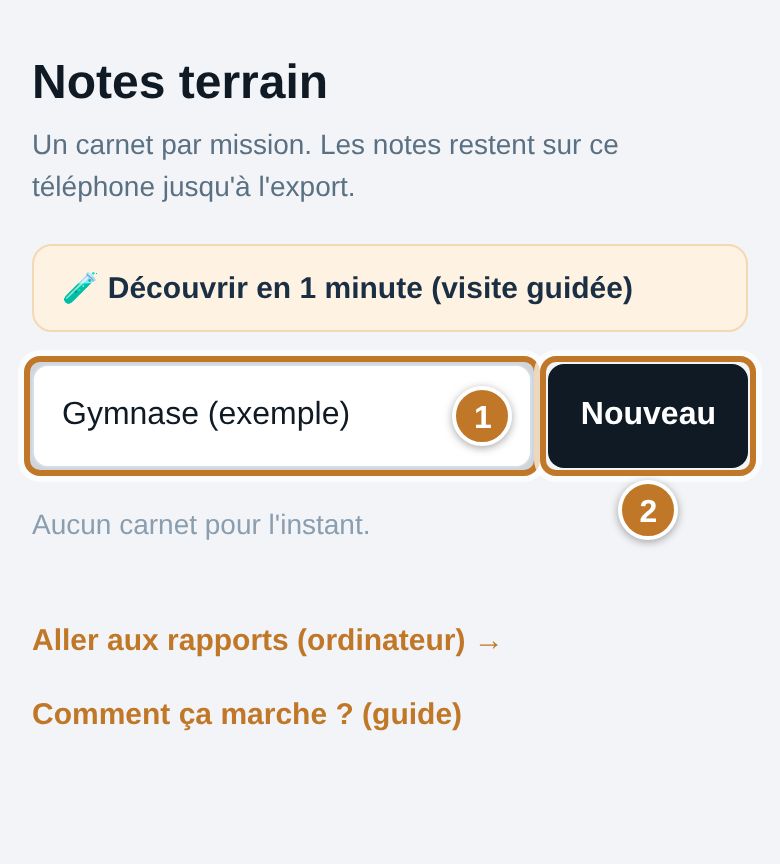 Notes terrain
Un carnet par mission. Les notes restent sur ce
téléphone jusqu'à l'export.
🧪 Découvrir en 1 minute (visite guidée)
Gymnase (exemple) 1 Nouveau
2
Aucun carnet pour l'instant.
Aller aux rapports (ordinateur) →
Comment ça marche ? (guide)